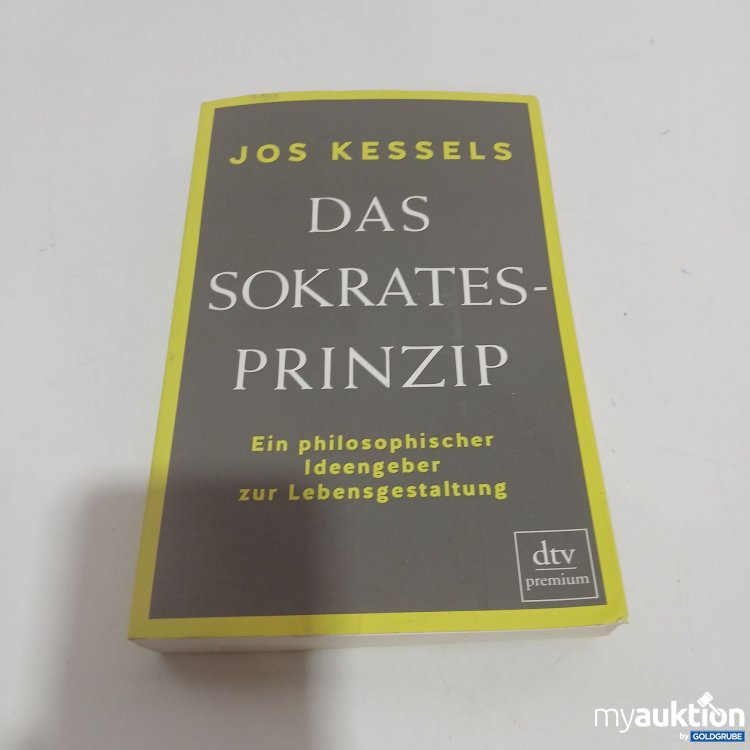 JOS KESSELS
DAS
SOKRATES-
PRINZIP
Ein philosophischer
Ideengeber
zur Lebensgestaltung
dtv
premium
myauktion
by GOLDGRUBE